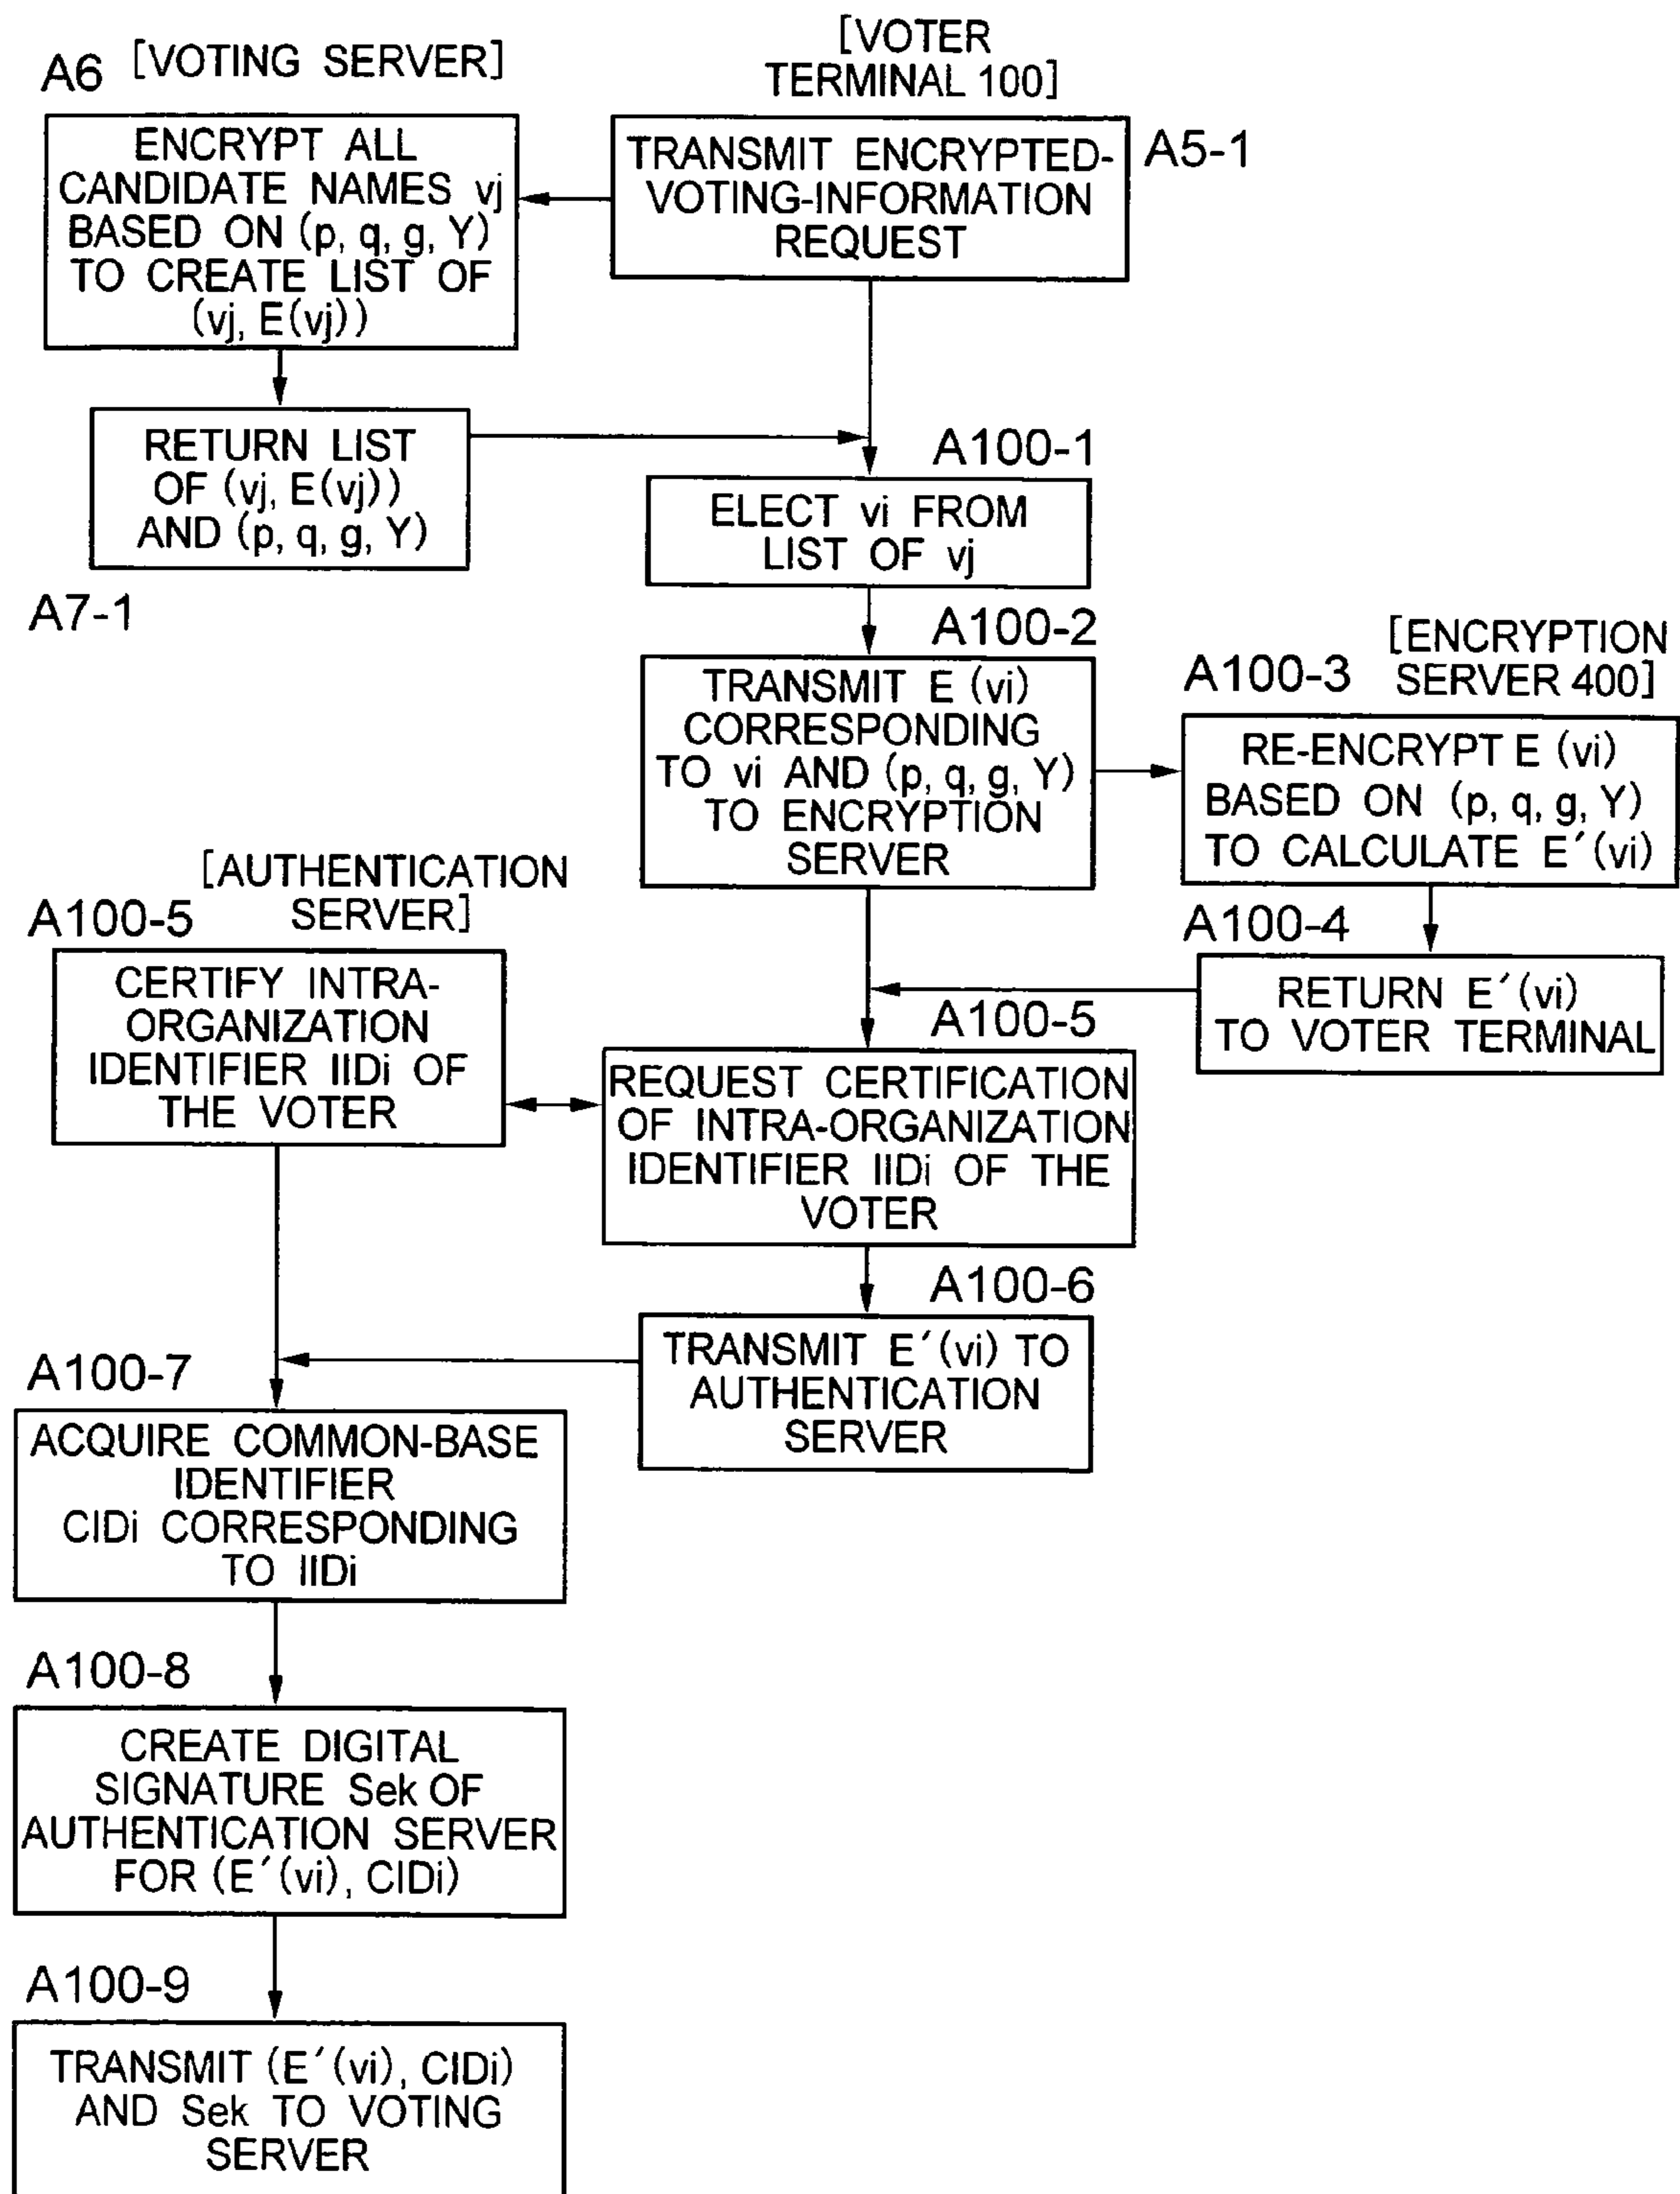 A6 [VOTING SERVER]
[VOTER
TERMINAL 100]
ENCRYPT ALL
CANDIDATE NAMES vj
BASED ON (p, q, g, Y)
TO CREATE LIST OF
(vj, E(vj))
TRANSMIT ENCRYPTED-
VOTING-INFORMATION
REQUEST
A5-1
RETURN LIST
OF (vj, E(vj))
AND (p, q, g, Y)
A7-1
A100-1
ELECT vi FROM
LIST OF vj
A100-2
TRANSMIT E (vi)
CORRESPONDING
TO vi AND (p, q, g, Y)
TO ENCRYPTION
SERVER
[ENCRYPTION
SERVER 400]
A100-3
RE-ENCRYPT E (vi)
BASED ON (p, q, g, Y)
TO CALCULATE E′(vi)
A100-4
RETURN E′(vi)
TO VOTER TERMINAL
[AUTHENTICATION
SERVER]
A100-5
CERTIFY INTRA-
ORGANIZATION
IDENTIFIER IIDi OF
THE VOTER
A100-5
REQUEST CERTIFICATION
OF INTRA-ORGANIZATION
IDENTIFIER IIDi OF THE
VOTER
A100-6
TRANSMIT E′(vi) TO
AUTHENTICATION
SERVER
A100-7
ACQUIRE COMMON-BASE
IDENTIFIER
CIDi CORRESPONDING
TO IIDi
A100-8
CREATE DIGITAL
SIGNATURE Sek OF
AUTHENTICATION SERVER
FOR (E′(vi), CIDi)
A100-9
TRANSMIT (E′(vi), CIDi)
AND Sek TO VOTING
SERVER